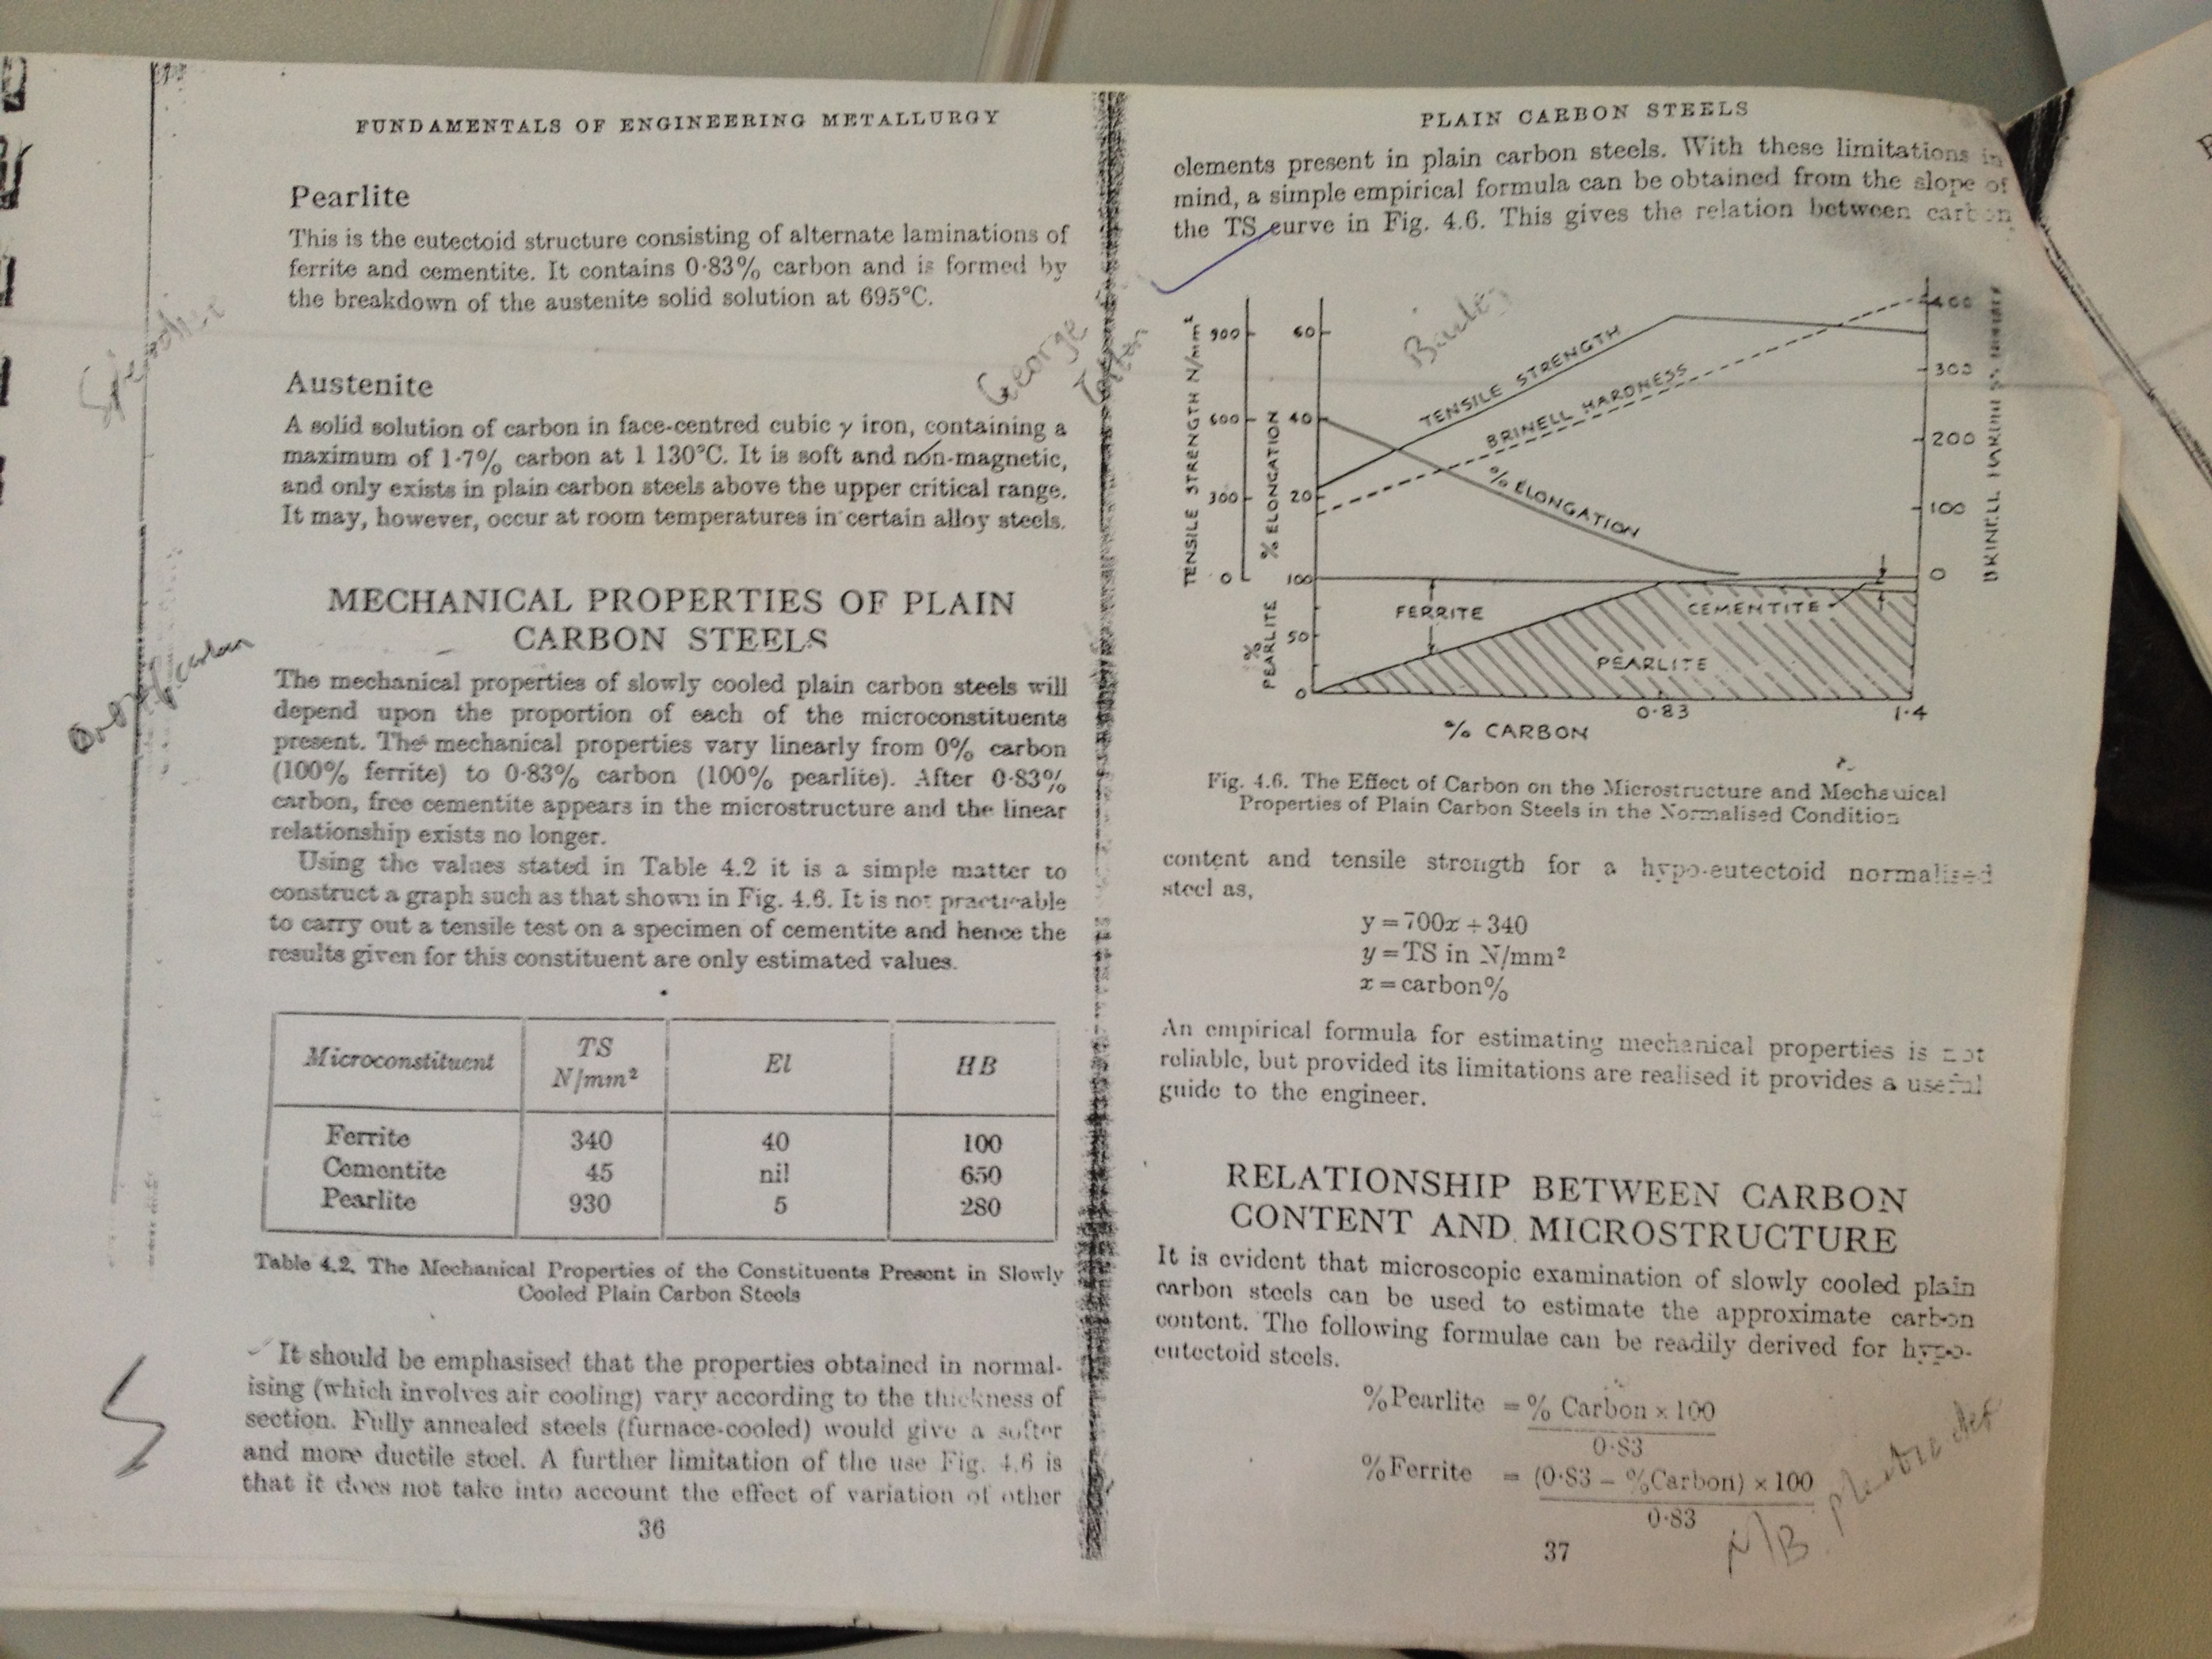 FUNDAMENTALS OF ENGINEERING METALLURGY
Pearlite
This is the eutectoid structure consisting of alternate laminations of
ferrite and cementite. It contains 0·83% carbon and is formed by
the breakdown of the austenite solid solution at 695°C.
George
Austenite
A solid solution of carbon in face-centred cubic γ iron, containing a
maximum of 1·7% carbon at 1 130°C. It is soft and non-magnetic,
and only exists in plain carbon steels above the upper critical range.
It may, however, occur at room temperatures in certain alloy steels.
MECHANICAL PROPERTIES OF PLAIN
CARBON STEELS
The mechanical properties of slowly cooled plain carbon steels will
depend upon the proportion of each of the microconstituents
present. The mechanical properties vary linearly from 0% carbon
(100% ferrite) to 0·83% carbon (100% pearlite). After 0·83%
carbon, free cementite appears in the microstructure and the linear
relationship exists no longer.
Using the values stated in Table 4.2 it is a simple matter to
construct a graph such as that shown in Fig. 4.6. It is not practicable
to carry out a tensile test on a specimen of cementite and hence the
results given for this constituent are only estimated values.
Microconstituent TS N/mm² El HB
Ferrite 340 40 100
Cementite 45 nil 650
Pearlite 930 5 280
Table 4.2. The Mechanical Properties of the Constituents Present in Slowly
Cooled Plain Carbon Steels
It should be emphasised that the properties obtained in normal-
ising (which involves air cooling) vary according to the thickness of
section. Fully annealed steels (furnace-cooled) would give a softer
and more ductile steel. A further limitation of the use Fig. 4.6 is
that it does not take into account the effect of variation of other
36
PLAIN CARBON STEELS
elements present in plain carbon steels. With these limitations in
mind, a simple empirical formula can be obtained from the slope of
the TS curve in Fig. 4.6. This gives the relation between carbon
TENSILE STRENGTH N/mm²
900
600
300
0
% ELONGATION
60
40
20
100
% PEARLITE
50
0
TENSILE STRENGTH
BRINELL HARDNESS
% ELONGATION
400
300
200
100
0
BRINELL
FERRITE
CEMENTITE
PEARLITE
0·83
1·4
% CARBON
Fig. 4.6. The Effect of Carbon on the Microstructure and Mechanical
Properties of Plain Carbon Steels in the Normalised Condition
content and tensile strength for a hypo-eutectoid normalised
steel as,
y = 700x + 340
y = TS in N/mm²
x = carbon%
An empirical formula for estimating mechanical properties is not
reliable, but provided its limitations are realised it provides a useful
guide to the engineer.
RELATIONSHIP BETWEEN CARBON
CONTENT AND MICROSTRUCTURE
It is evident that microscopic examination of slowly cooled plain
carbon steels can be used to estimate the approximate carbon
content. The following formulae can be readily derived for hypo-
eutectoid steels.
%Pearlite = % Carbon × 100
0·83
%Ferrite = (0·83 – %Carbon) × 100
0·83
N/B
37